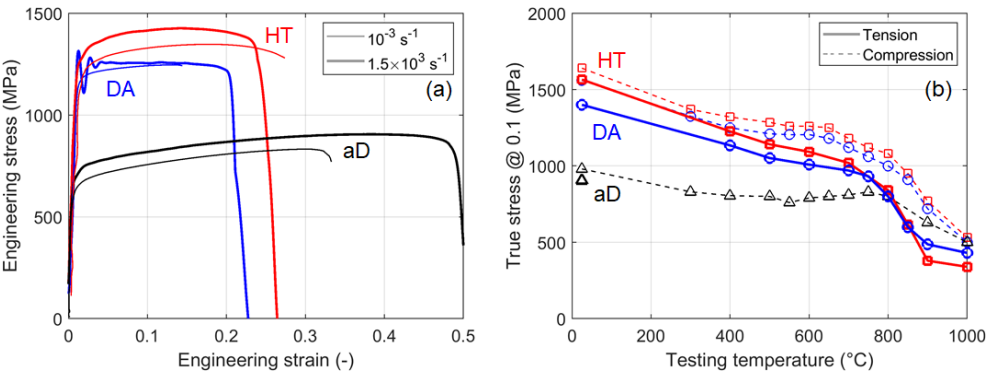 1500
1000
500
0
0
0.1
0.2
0.3
0.4
0.5
Engineering stress (MPa)
Engineering strain (-)
HT
DA
aD
10⁻³ s⁻¹
1.5×10³ s⁻¹
(a)
2000
1500
1000
500
0
0
200
400
600
800
1000
True stress @ 0.1 (MPa)
Testing temperature (°C)
HT
DA
aD
Tension
Compression
(b)